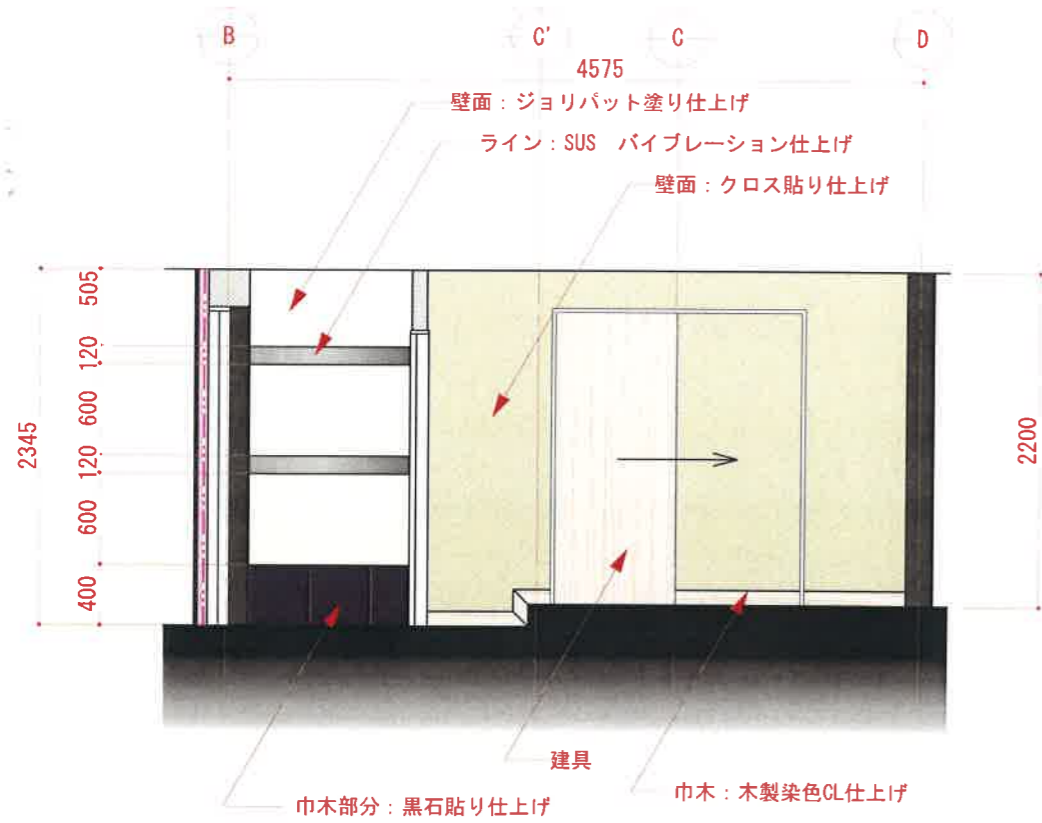 B
C'
C
D
4575
壁面：ジョリパット塗り仕上げ
ライン：SUS　バイブレーション仕上げ
壁面：クロス貼り仕上げ
505
120
600
120
600
400
2345
2200
建具
巾木：木製染色CL仕上げ
巾木部分：黒石貼り仕上げ